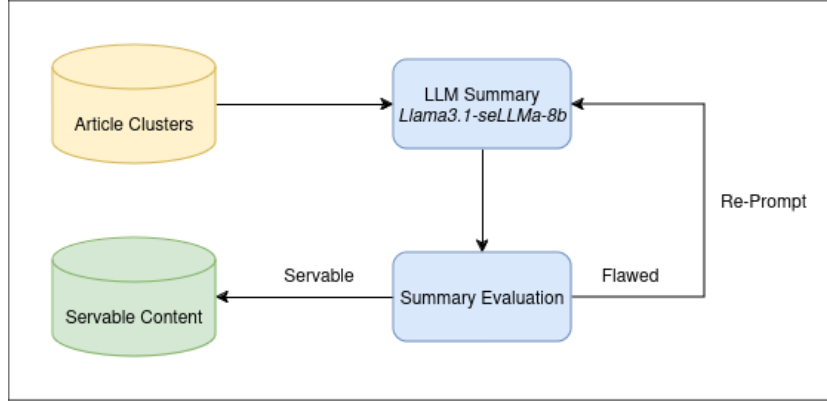 Article Clusters
LLM Summary
Llama3.1-seLLMa-8b
Re-Prompt
Servable Content
Servable
Summary Evaluation
Flawed